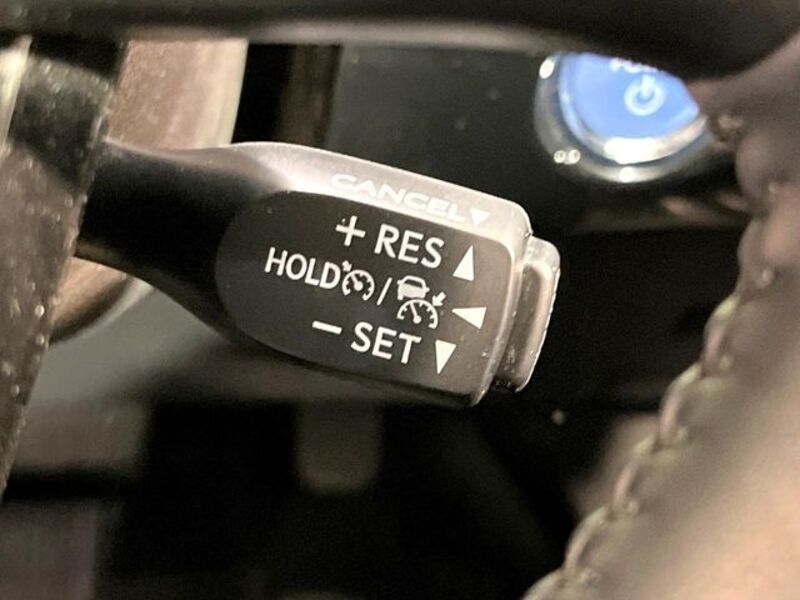 CANCEL▼
+ RES ▲
HOLD / ◀
− SET ▼